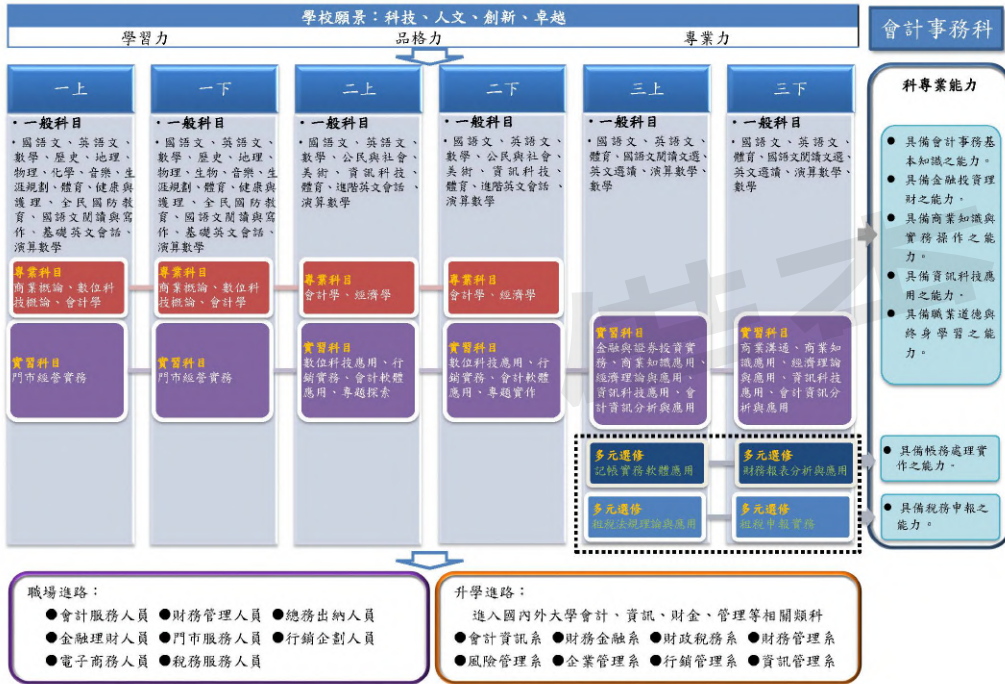 學校願景：科技、人文、創新、卓越
學習力
品格力
專業力
會計事務科
一上
・一般科目
・國語文、英語文、
數學、歷史、地理、
物理、化學、音樂、生
涯規劃、體育、健康與
護理、全民國防教
育、國語文閱讀與寫
作、基礎英文會話、
演算數學
專業科目
商業概論、數位科
技概論、會計學
實習科目
門市經營實務
一下
・一般科目
・國語文、英語文、
數學、歷史、地理、
物理、生物、音樂、生
涯規劃、體育、健康與
護理、全民國防教
育、國語文閱讀與寫
作、基礎英文會話、
演算數學
專業科目
商業概論、數位科
技概論、會計學
實習科目
門市經營實務
二上
・一般科目
・國語文、英語文、
數學、公民與社會、
美術、資訊科技、
體育、進階英文會話、
演算數學
專業科目
會計學、經濟學
實習科目
數位科技應用、行
銷實務、會計軟體
應用、專題探索
二下
・一般科目
・國語文、英語文、
數學、公民與社會、
美術、資訊科技、
體育、進階英文會話、
演算數學
專業科目
會計學、經濟學
實習科目
數位科技應用、行
銷實務、會計軟體
應用、專題實作
三上
・一般科目
・國語文、英語文、
體育、國語文閱讀文選、
英文選讀、演算數學、
數學
實習科目
金融與證券投資實
務、商業知識應用、
經濟理論與應用、
資訊科技應用、會
計資訊分析與應用
多元選修
記帳實務軟體應用
多元選修
租稅法規理論與應用
三下
・一般科目
・國語文、英語文、
體育、國語文閱讀文選、
英文選讀、演算數學、
數學
實習科目
商業溝通、商業知
識應用、經濟理論
與應用、資訊科技
應用、會計資訊分
析與應用
多元選修
財務報表分析與應用
多元選修
租稅申報實務
科專業能力
● 具備會計事務基
本知識之能力。
● 具備金融投資理
財之能力。
● 具備商業知識與
實務操作之能
力。
● 具備資訊科技應
用之能力。
● 具備職業道德與
終身學習之能
力。
● 具備帳務處理實
作之能力。
● 具備稅務申報之
能力。
樣本
職場進路：
●會計服務人員 ●財務管理人員 ●總務出納人員
●金融理財人員 ●門市服務人員 ●行銷企劃人員
●電子商務人員 ●稅務服務人員
升學進路：
進入國內外大學會計、資訊、財金、管理等相關類科
●會計資訊系 ●財務金融系 ●財政稅務系 ●財務管理系
●風險管理系 ●企業管理系 ●行銷管理系 ●資訊管理系